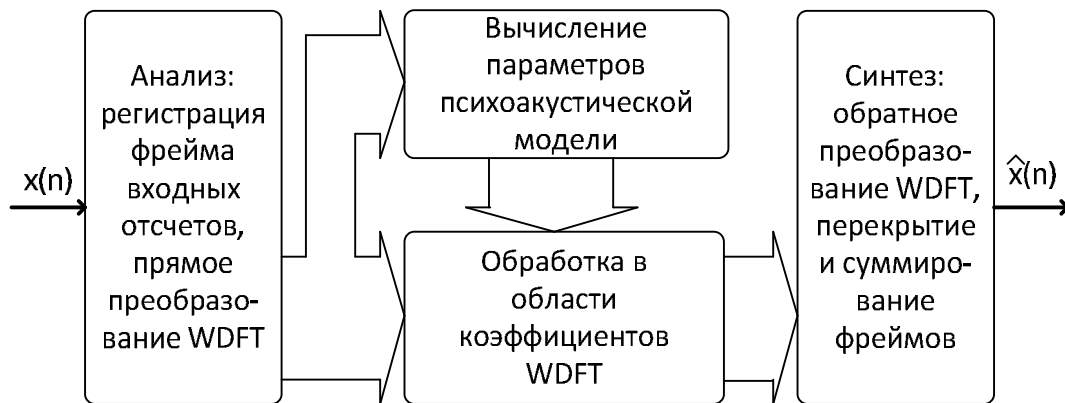 x(n)
Анализ:
регистрация
фрейма
входных
отсчетов,
прямое
преобразо-
вание WDFT
Вычисление
параметров
психоакустической
модели
Обработка в
области
коэффициентов
WDFT
Синтез:
обратное
преобразо-
вание WDFT,
перекрытие
и суммиро-
вание
фреймов
x̂(n)